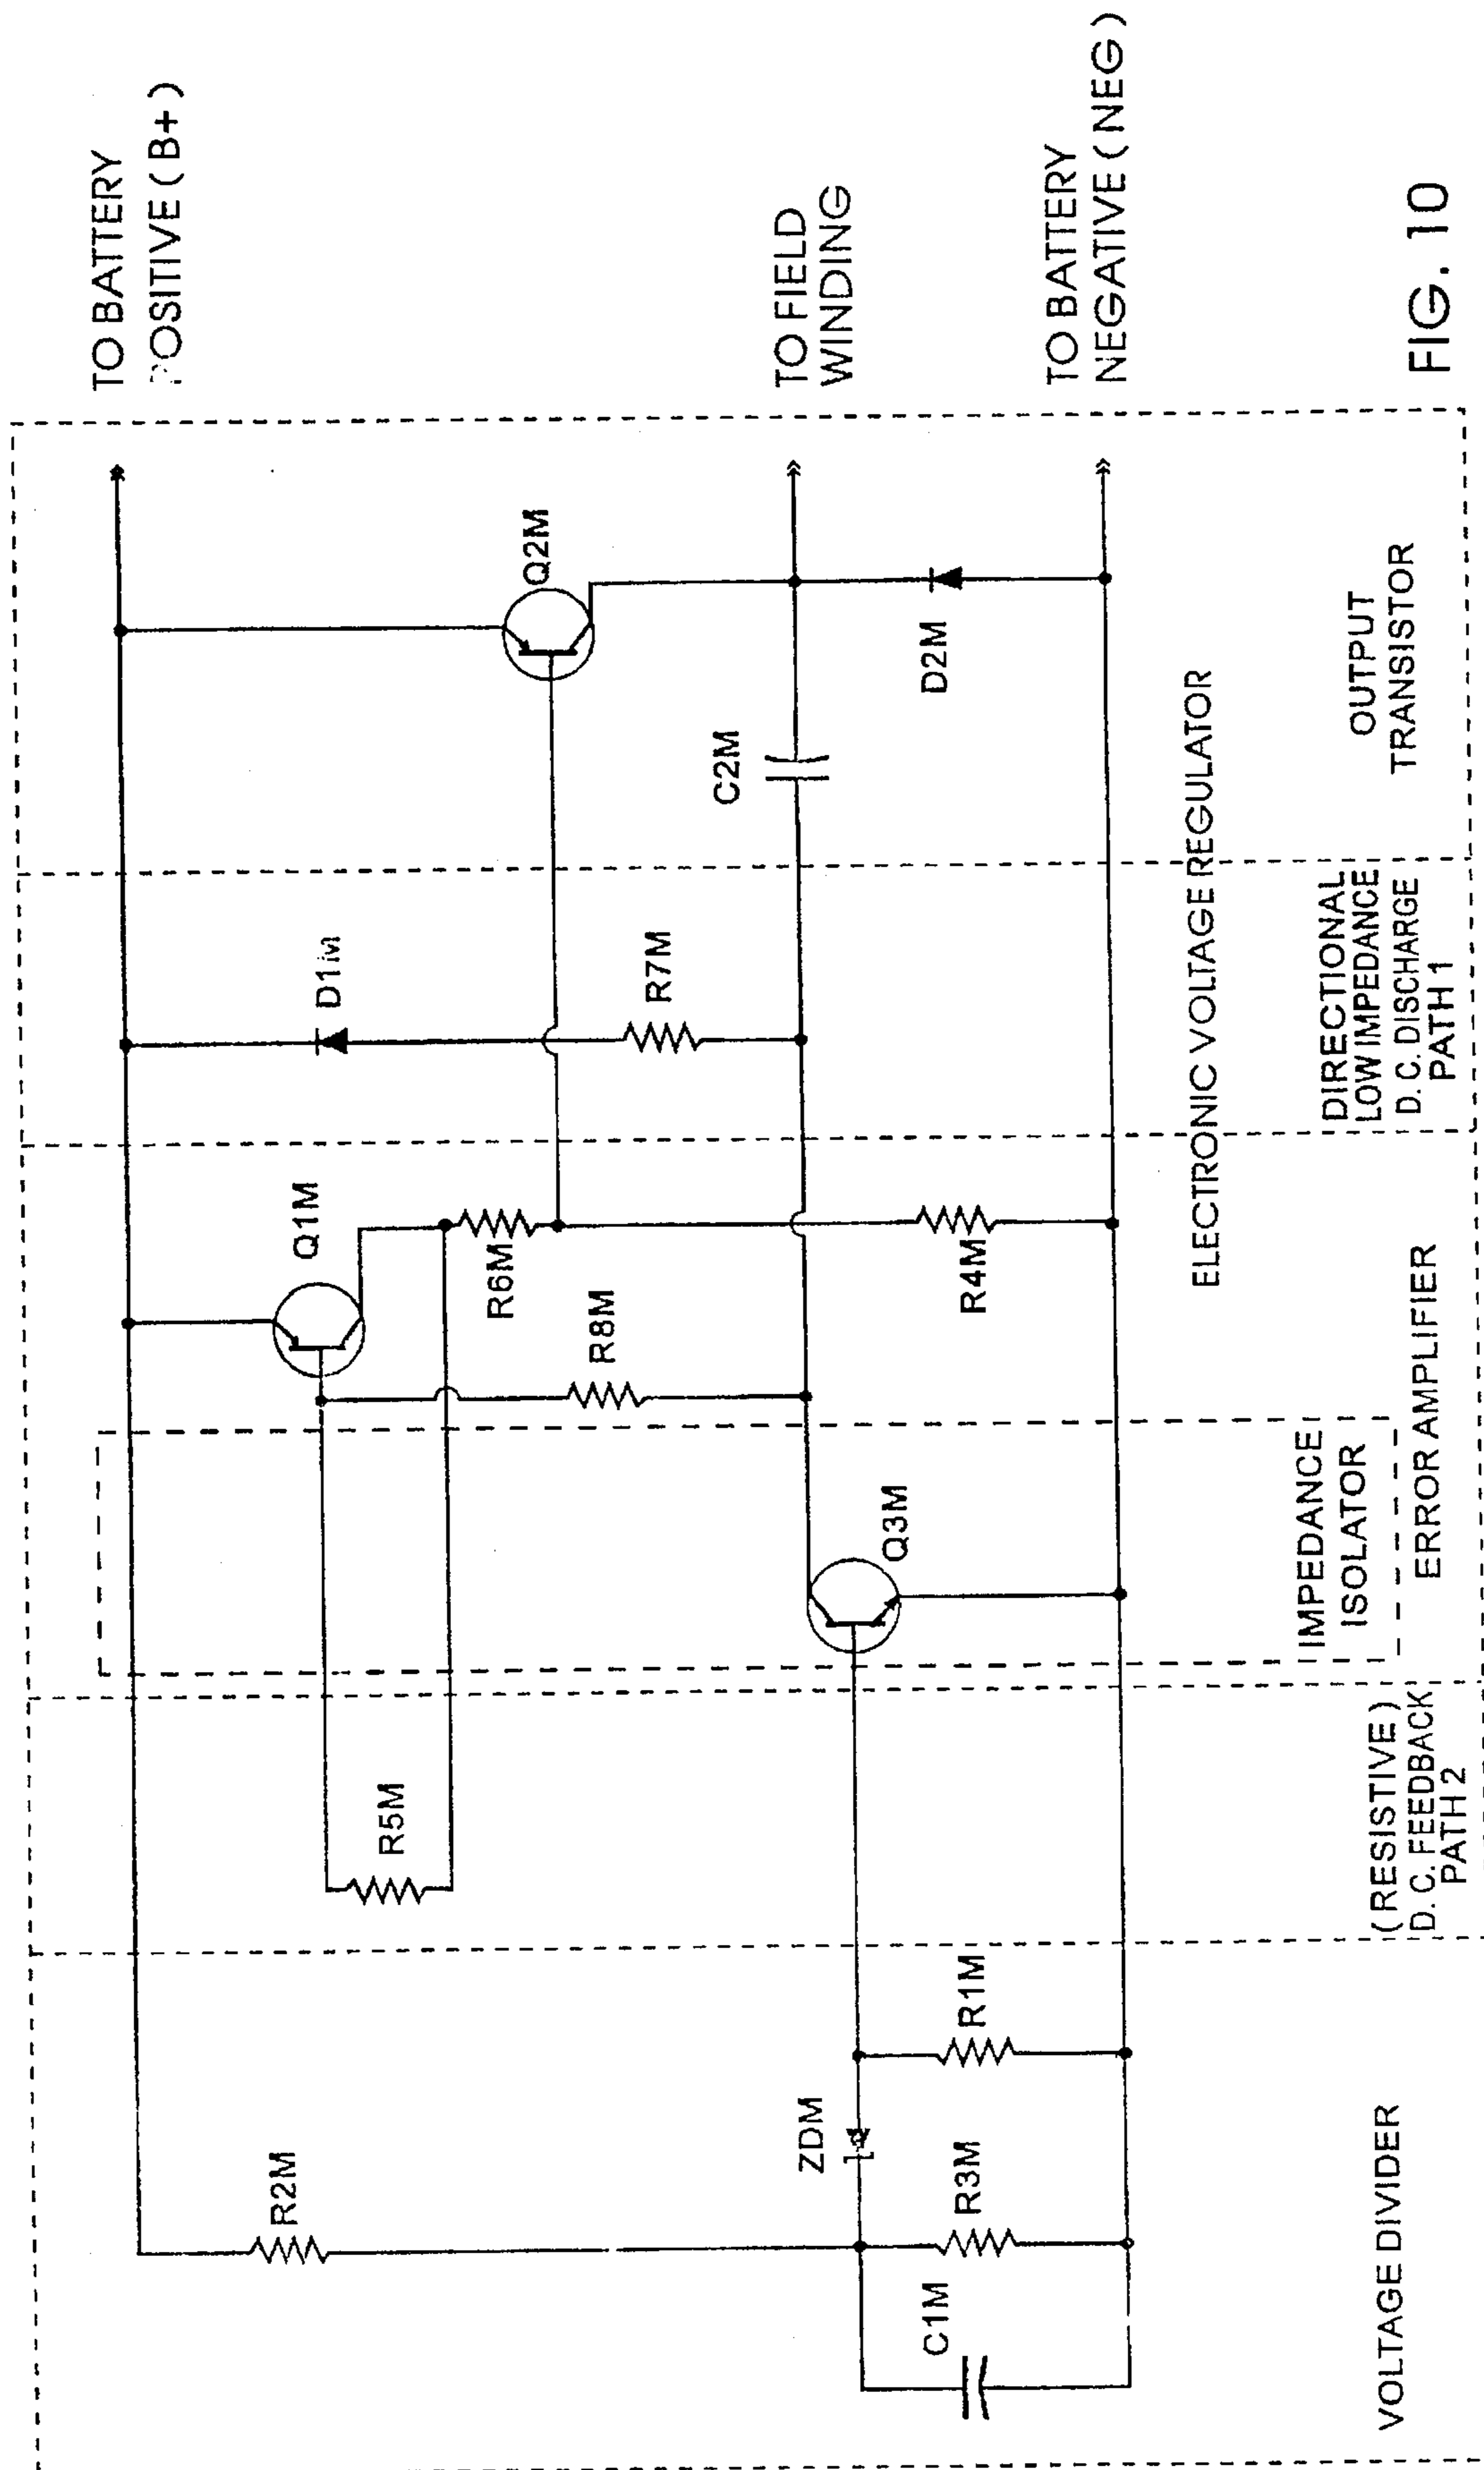 TO BATTERY
POSITIVE ( B+ )
TO FIELD
WINDING
TO BATTERY
NEGATIVE ( NEG )
FIG. 10
Q2M
C2M
D2M
OUTPUT
TRANSISTOR
D1M
R7M
ELECTRONIC VOLTAGE REGULATOR
DIRECTIONAL
LOW IMPEDANCE
D. C. DISCHARGE
PATH 1
Q1M
R6M
R8M
R4M
ERROR AMPLIFIER
Q3M
IMPEDANCE
ISOLATOR
R5M
( RESISTIVE )
D. C. FEEDBACK
PATH 2
R2M
ZDM
R1M
R3M
C1M
VOLTAGE DIVIDER